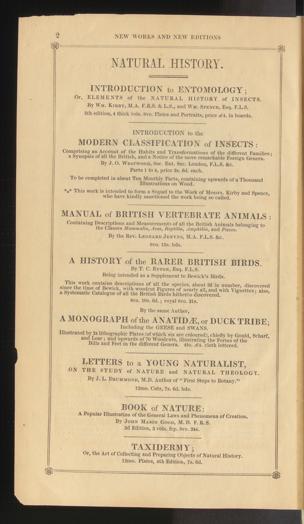 2 NEW WORKS AND NEW EDITIONS
NATURAL HISTORY.
INTRODUCTION to ENTOMOLOGY;
Or, ELEMENTS of the NATURAL HISTORY of INSECTS.
By Wm. Kirby, M.A. F.R.S. & L.S., and Wm. Spence, Esq. F.L.S.
5th edition, 4 thick vols. 8vo. Plates and Portraits, price £4. in boards.
INTRODUCTION to the
MODERN CLASSIFICATION of INSECTS:
Comprising an Account of the Habits and Transformations of the different Families;
a Synopsis of all the British, and a Notice of the more remarkable Foreign Genera.
By J. O. Westwood, Sec. Ent. Soc. London, F.L.S. &c.
Parts 1 to 4, price 2s. 6d. each.
To be completed in about Ten Monthly Parts, containing upwards of a Thousand
Illustrations on Wood.
*** This work is intended to form a Sequel to the Work of Messrs. Kirby and Spence,
who have kindly sanctioned the work being so called.
MANUAL of BRITISH VERTEBRATE ANIMALS:
Containing Descriptions and Measurements of all the British Animals belonging to
the Classes Mammalia, Aves, Reptilia, Amphibia, and Pisces.
By the Rev. Leonard Jenyns, M.A. F.L.S. &c.
8vo. 13s. bds.
A HISTORY of the RARER BRITISH BIRDS.
By T. C. Eyton, Esq. F.L.S.
Being intended as a Supplement to Bewick's Birds.
This work contains descriptions of all the species, about in number, discovered
since the time of Bewick, with woodcut Figures of nearly all, and with Vignettes; also,
a Systematic Catalogue of all the British Birds hitherto discovered.
8vo. 10s. 6d.; royal 8vo. 21s.
By the same Author,
A MONOGRAPH of the ANATIDÆ, or DUCK TRIBE;
Including the GEESE and SWANS.
Illustrated by Lithographic Plates (of which six are coloured), chiefly by Gould, Scharf,
and Lear; and upwards of 70 Woodcuts, illustrating the Forms of the
Bills and Feet in the different Genera. 4to. £4. cloth lettered.
LETTERS to a YOUNG NATURALIST,
ON THE STUDY of NATURE and NATURAL THEOLOGY.
By J. L. Drummond, M.D. Author of "First Steps to Botany."
12mo. Cuts, 7s. 6d. bds.
BOOK of NATURE:
A Popular Illustration of the General Laws and Phenomena of Creation.
By John Mason Good, M.D. F.R.S.
3d Edition, 3 vols. fcp. 8vo. 24s.
TAXIDERMY;
Or, the Art of Collecting and Preparing Objects of Natural History.
12mo. Plates, 4th Edition, 7s. 6d.